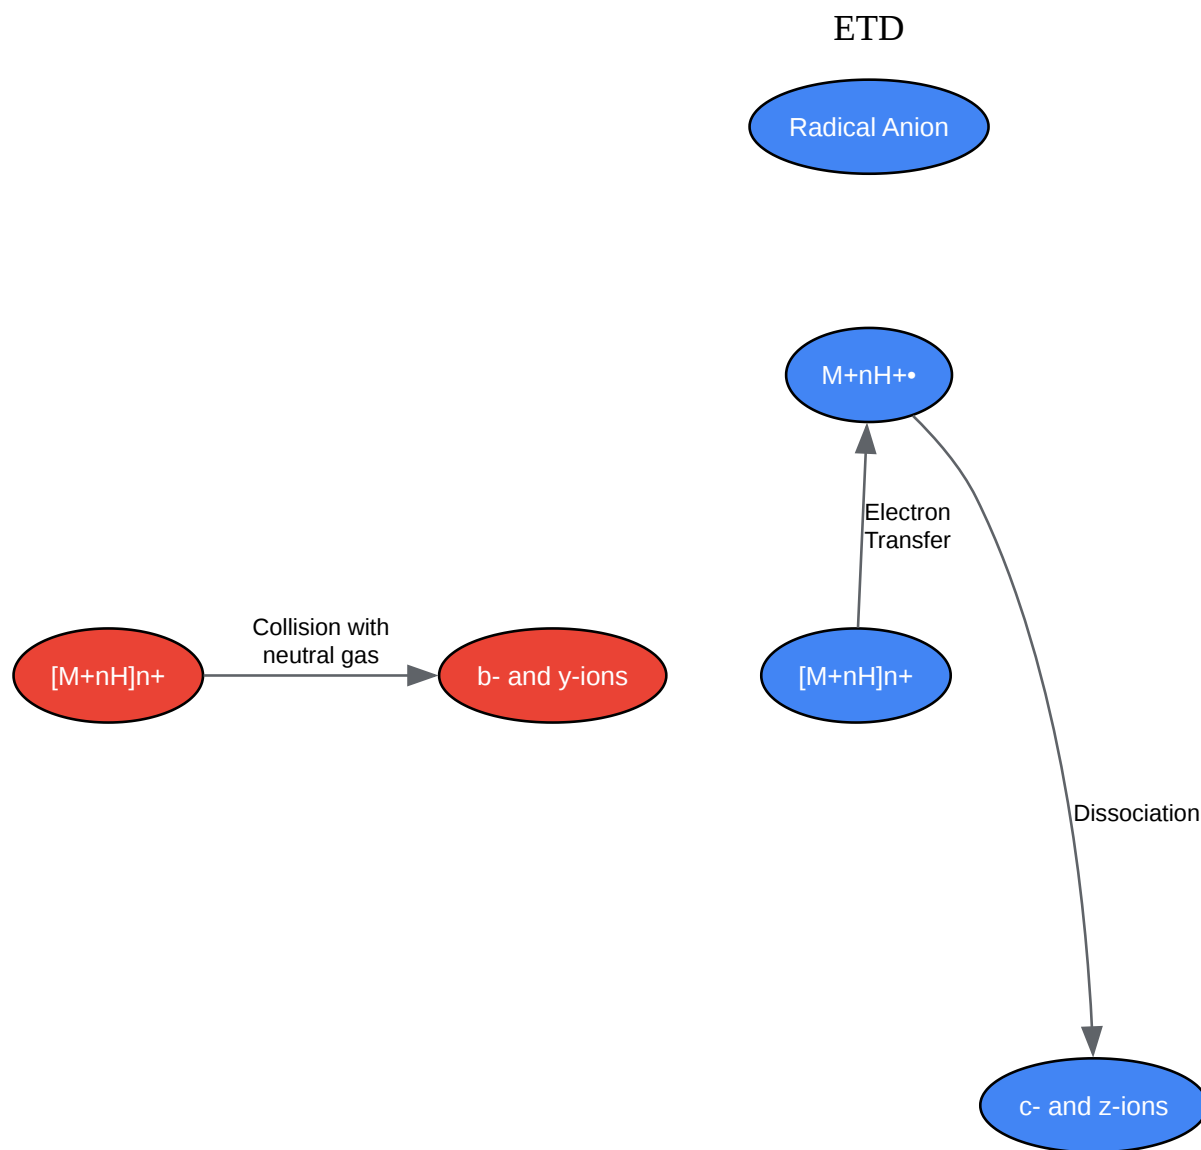 ETD
Radical Anion
M+nH+•
Electron
Transfer
Collision with
neutral gas
[M+nH]n+
b- and y-ions
[M+nH]n+
Dissociation
c- and z-ions